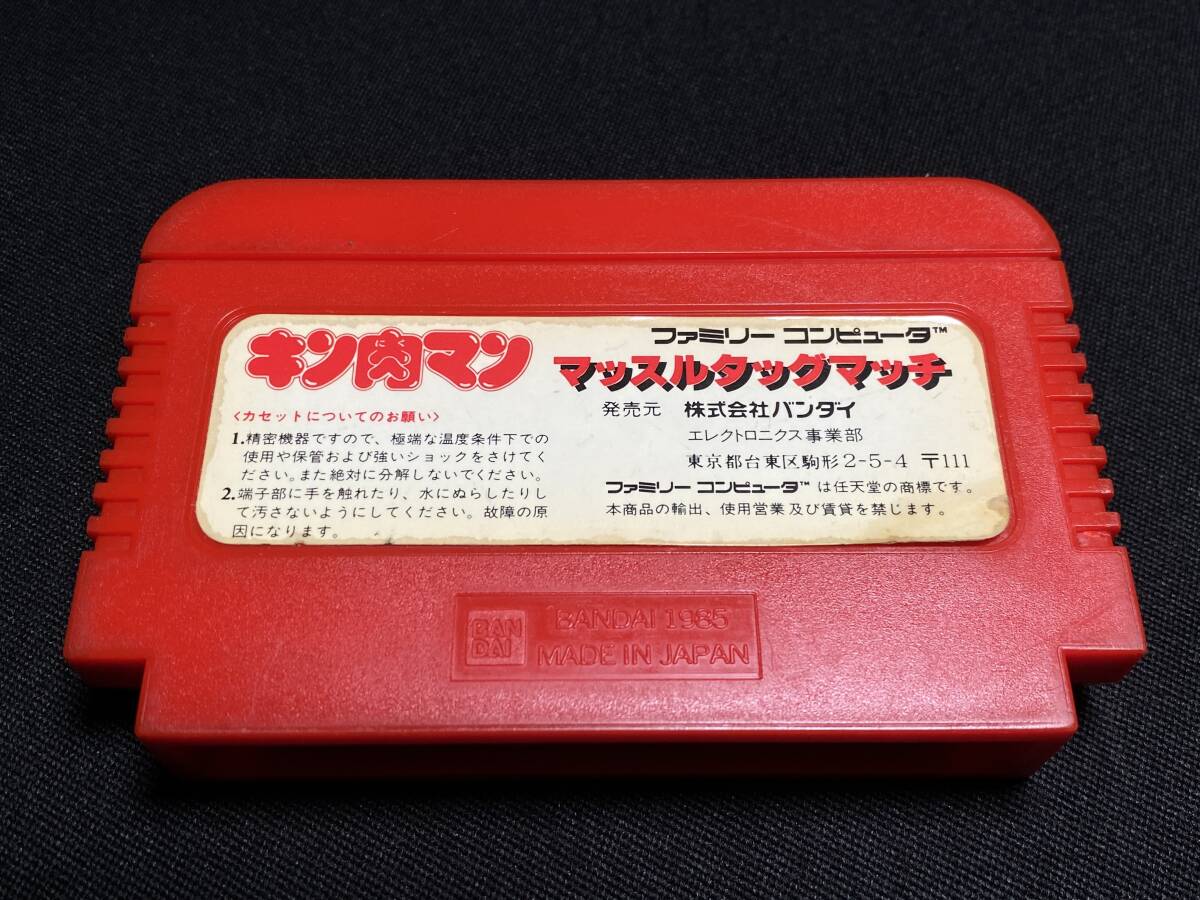 キン肉マン
ファミリー コンピュータ™
マッスルタッグマッチ
〈カセットについてのお願い〉
1.精密機器ですので、極端な温度条件下での
使用や保管および強いショックをさけてく
ださい。また絶対に分解しないでください。
2.端子部に手を触れたり、水にぬらしたりし
て汚さないようにしてください。故障の原
因になります。
発売元 株式会社バンダイ
エレクトロニクス事業部
東京都台東区駒形2-5-4 〒111
ファミリー コンピュータ™ は任天堂の商標です。
本商品の輸出、使用営業及び賃貸を禁じます。
BAN
DAI
BANDAI 1985
MADE IN JAPAN